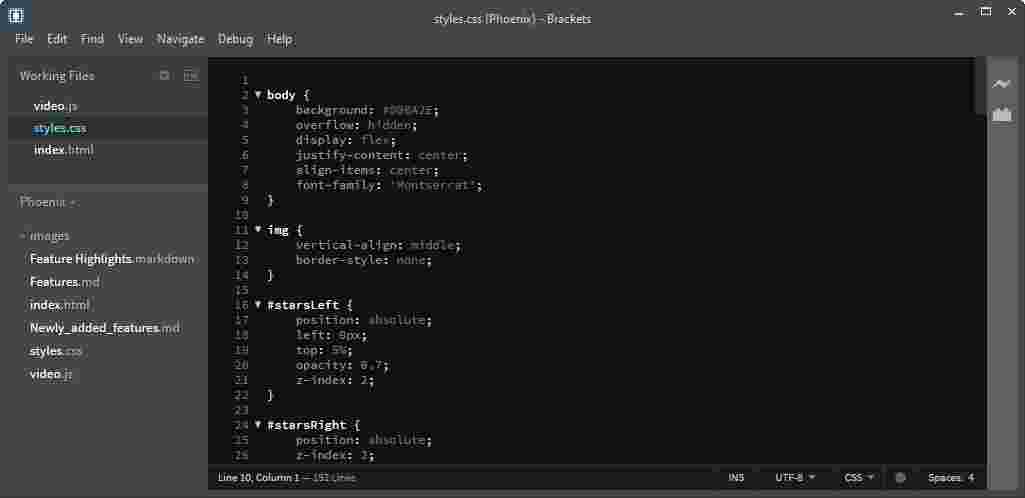 styles.css (Phoenix) - Brackets
File Edit Find View Navigate Debug Help
Working Files
video.js
styles.css
index.html
Phoenix
images
Feature Highlights.markdown
Features.md
index.html
Newly_added_features.md
styles.css
video.js
1
2 body {
3 background: ;
4 overflow: hidden;
5 display: flex;
6 justify-content: center;
7 align-items: center;
8 font-family: 'Montserrat';
9 }
10
11 img {
12 vertical-align: middle;
13 border-style: none;
14 }
15
16 #starsLeft {
17 position: absolute;
18 left: 0px;
19 top: 5%;
20 opacity: 0.7;
21 z-index: 2;
22 }
23
24 #starsRight {
25 position: absolute;
26 z-index: 2;
Line 10, Column 1 — Lines INS UTF-8 CSS Spaces: 4